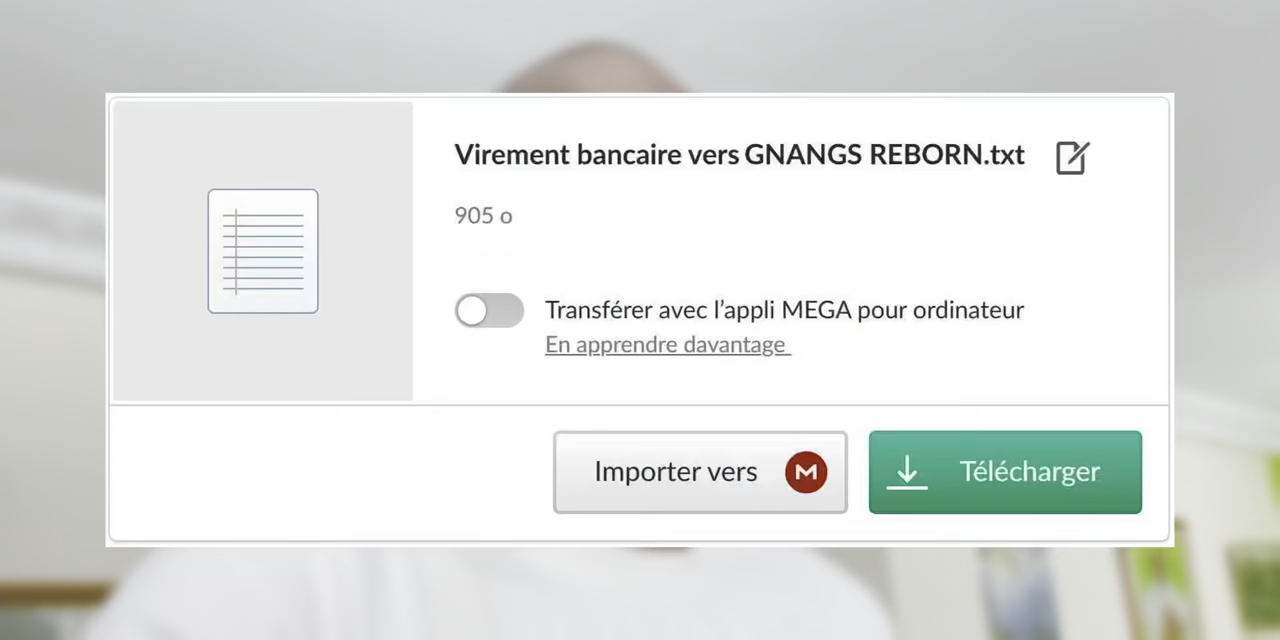 Virement bancaire vers GNANGS REBORN.txt
905 o
Transférer avec l’appli MEGA pour ordinateur
En apprendre davantage
Importer vers M
Télécharger